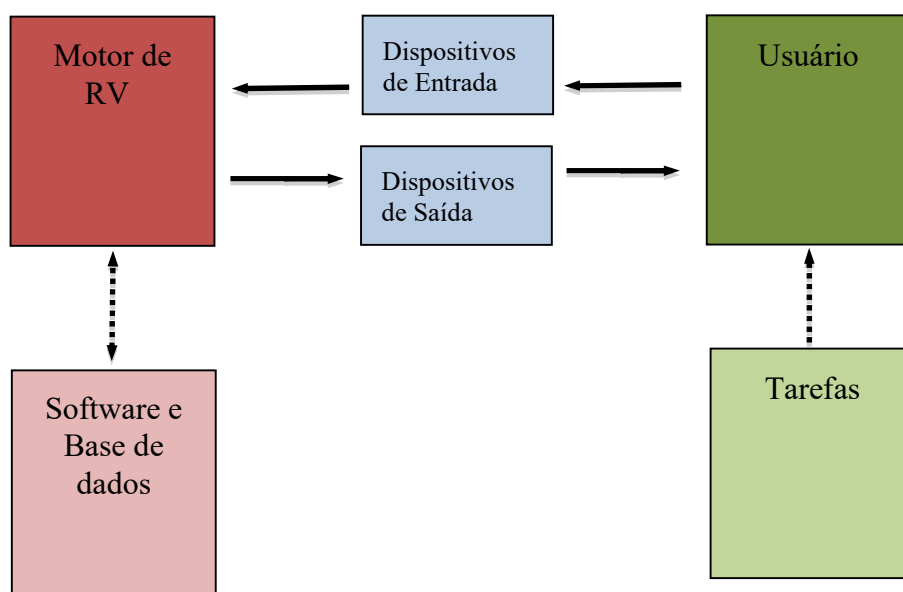 Motor de
RV
Dispositivos
de Entrada
Usuário
Dispositivos
de Saída
Software e
Base de
dados
Tarefas